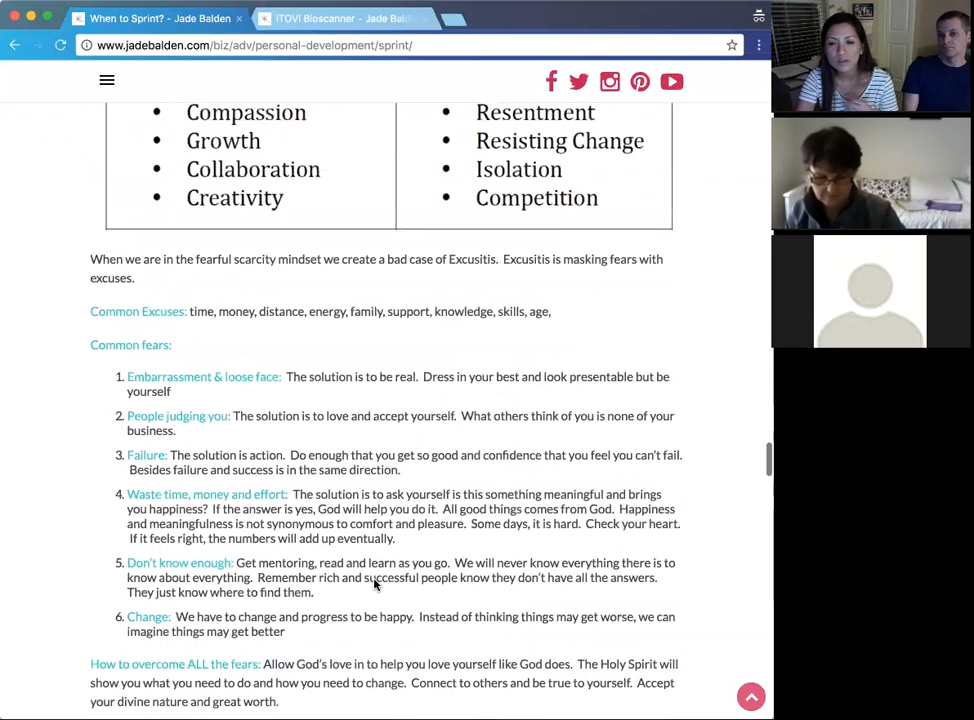 When to Sprint? - Jade Balden
iTOVi Bioscanner - Jade Bald
www.jadebalden.com/biz/adv/personal-development/sprint/
• Compassion
• Growth
• Collaboration
• Creativity
• Resentment
• Resisting Change
• Isolation
• Competition
When we are in the fearful scarcity mindset we create a bad case of Excusitis. Excusitis is masking fears with
excuses.
Common Excuses: time, money, distance, energy, family, support, knowledge, skills, age,
Common fears:
1. Embarrassment & loose face: The solution is to be real. Dress in your best and look presentable but be
yourself
2. People judging you: The solution is to love and accept yourself. What others think of you is none of your
business.
3. Failure: The solution is action. Do enough that you get so good and confidence that you feel you can't fail.
Besides failure and success is in the same direction.
4. Waste time, money and effort: The solution is to ask yourself is this something meaningful and brings
you happiness? If the answer is yes, God will help you do it. All good things comes from God. Happiness
and meaningfulness is not synonymous to comfort and pleasure. Some days, it is hard. Check your heart.
If it feels right, the numbers will add up eventually.
5. Don't know enough: Get mentoring, read and learn as you go. We will never know everything there is to
know about everything. Remember rich and successful people know they don't have all the answers.
They just know where to find them.
6. Change: We have to change and progress to be happy. Instead of thinking things may get worse, we can
imagine things may get better
How to overcome ALL the fears: Allow God's love in to help you love yourself like God does. The Holy Spirit will
show you what you need to do and how you need to change. Connect to others and be true to yourself. Accept
your divine nature and great worth.